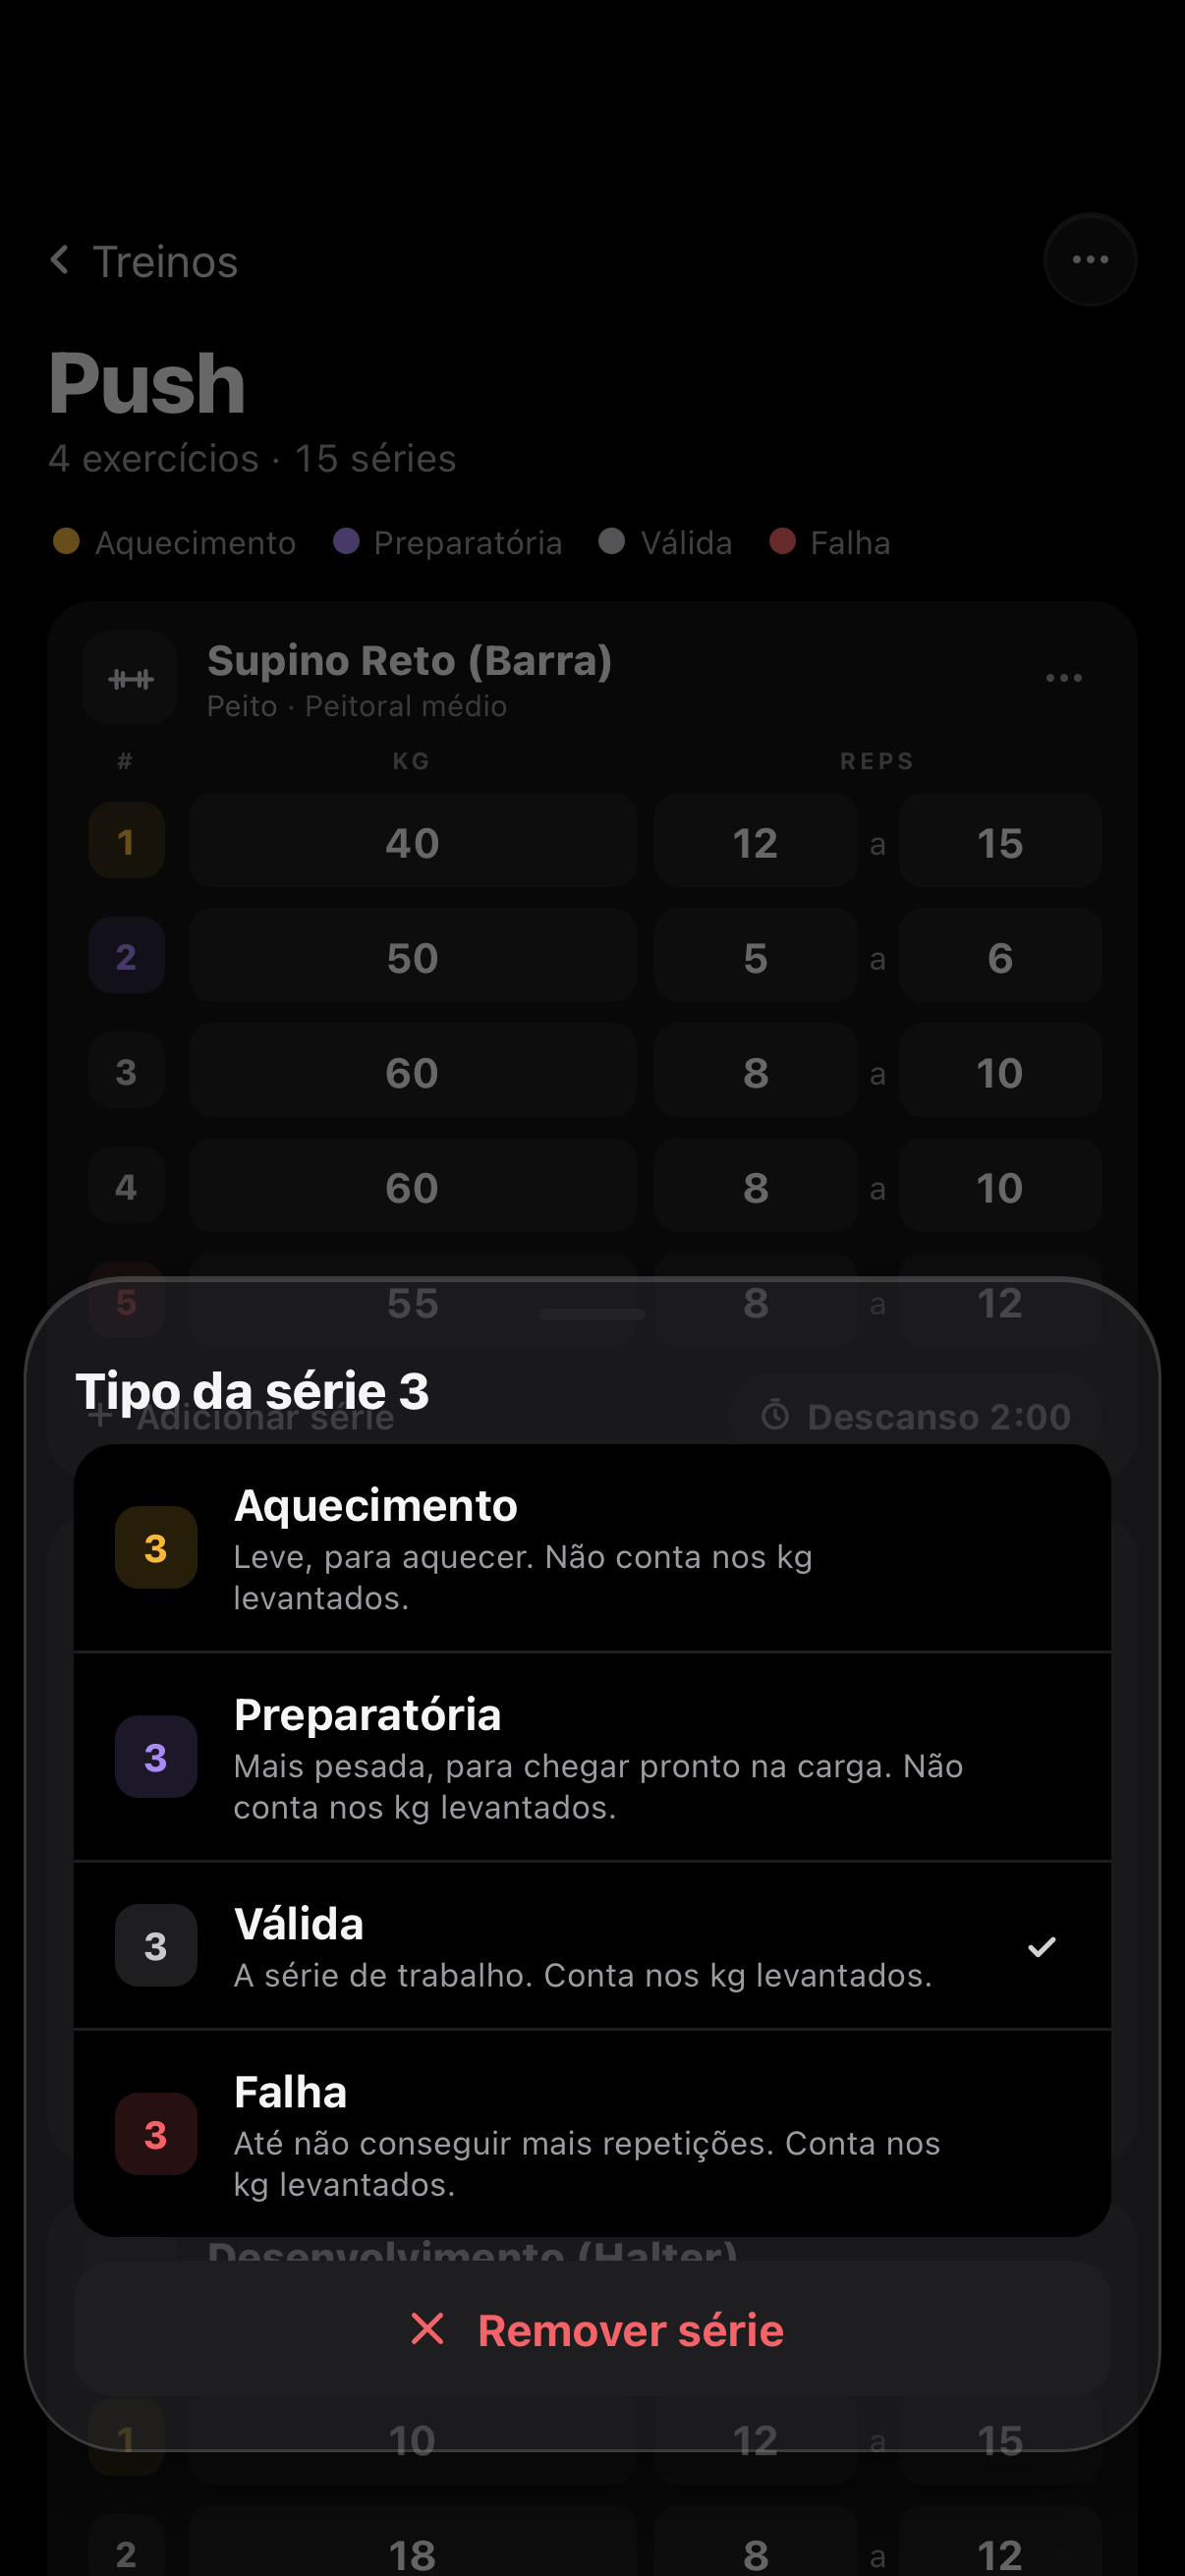 Treinos
Push
4 exercícios · 15 séries
Aquecimento Preparatória Válida Falha
Supino Reto (Barra)
Peito · Peitoral médio
# KG REPS
1 40 12 a 15
2 50 5 a 6
3 60 8 a 10
4 60 8 a 10
5 55 8 a 12
Tipo da série 3
+ Adicionar série Descanso 2:00
3 Aquecimento
Leve, para aquecer. Não conta nos kg
levantados.
3 Preparatória
Mais pesada, para chegar pronto na carga. Não
conta nos kg levantados.
3 Válida
A série de trabalho. Conta nos kg levantados.
3 Falha
Até não conseguir mais repetições. Conta nos
kg levantados.
Desenvolvimento (Halter)
Remover série
1 10 12 a 15
2 18 8 a 12